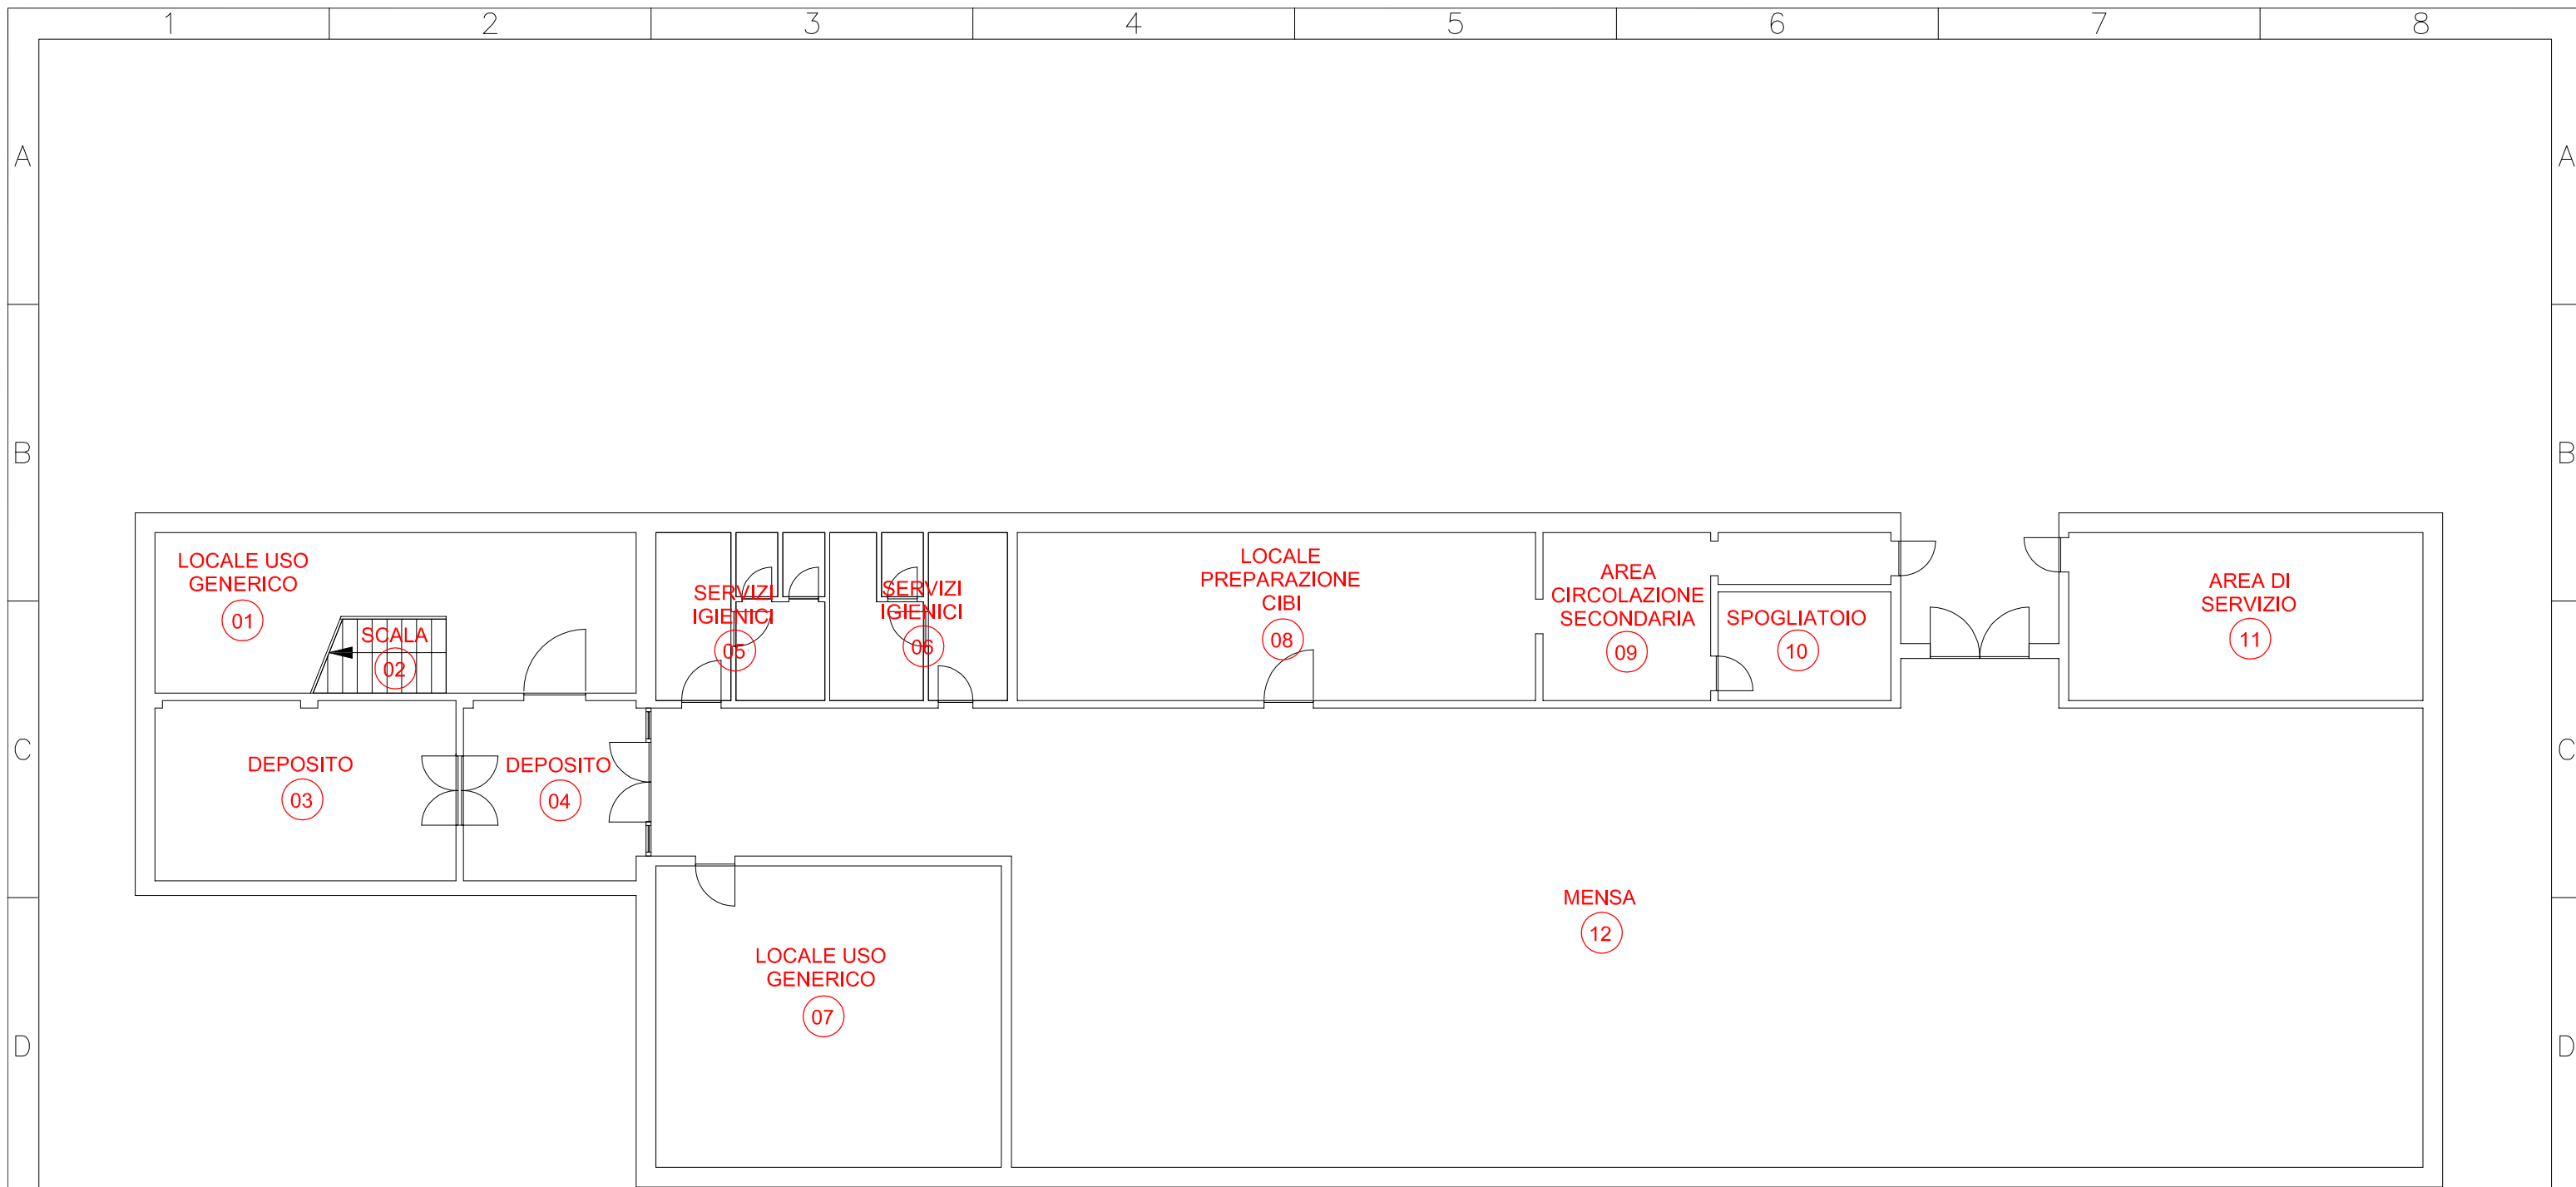 1 2 3 4 5 6 7 8
A A
B B
LOCALE USO
GENERICO
01
SCALA
02
SERVIZI
IGIENICI
05
SERVIZI
IGIENICI
06
LOCALE
PREPARAZIONE
CIBI
08
AREA
CIRCOLAZIONE
SECONDARIA
09
SPOGLIATOIO
10
AREA DI
SERVIZIO
11
C C
DEPOSITO
03
DEPOSITO
04
MENSA
12
LOCALE USO
GENERICO
07
D D